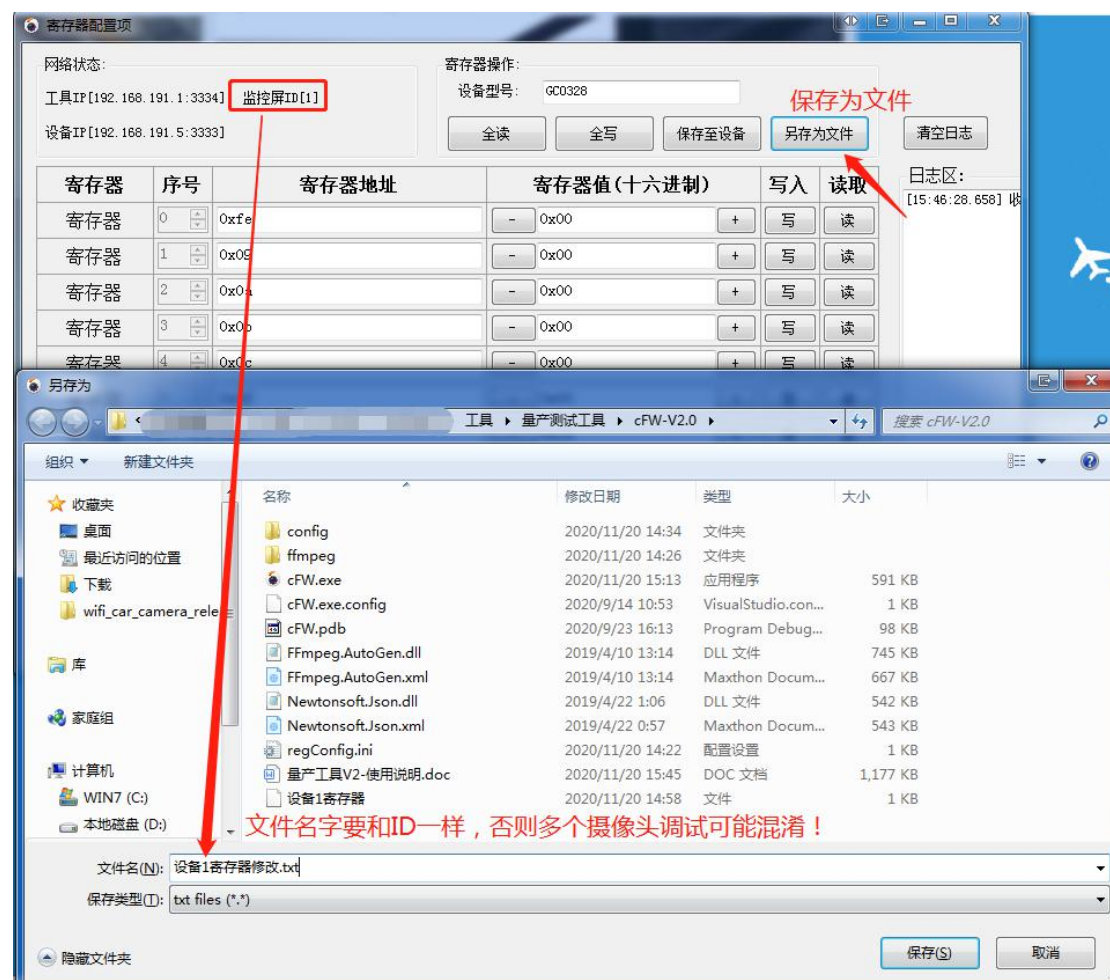 寄存器配置项
网络状态:
工具IP[192.168.191.1:3334] 监控屏ID[1]
设备IP[192.168.191.5:3333]
寄存器操作:
设备型号: GC0328
保存为文件
全读 全写 保存至设备 另存为文件 清空日志
日志区:
[15:46:28.658] 收
寄存器 序号 寄存器地址 寄存器值(十六进制) 写入 读取
寄存器 0 0xfe - 0x00 + 写 读
寄存器 1 0x09 - 0x00 + 写 读
寄存器 2 0x0a - 0x00 + 写 读
寄存器 3 0x0b - 0x00 + 写 读
寄存器 4 0x0c - 0x00 + 写 读
另存为
工具 cFW-V2.0 量产测试工具 搜索 cFW-V2.0
组织 新建文件夹
收藏夹
桌面
最近访问的位置
下载
wifi_car_camera_rele
库
家庭组
计算机
WIN7 (C:)
本地磁盘 (D:)
名称 修改日期 类型 大小
config 2020/11/20 14:34 文件夹
ffmpeg 2020/11/20 14:26 文件夹
cFW.exe 2020/11/20 15:13 应用程序 591 KB
cFW.exe.config 2020/9/14 10:53 VisualStudio.con... 1 KB
cFW.pdb 2020/9/23 16:13 Program Debug... 98 KB
FFmpeg.AutoGen.dll 2019/4/10 13:14 DLL 文件 745 KB
FFmpeg.AutoGen.xml 2019/4/10 13:14 Maxthon Docum... 667 KB
Newtonsoft.Json.dll 2019/4/22 1:06 DLL 文件 542 KB
Newtonsoft.Json.xml 2019/4/22 0:57 Maxthon Docum... 543 KB
regConfig.ini 2020/11/20 14:22 配置设置 1 KB
量产工具V2-使用说明.doc 2020/11/20 15:45 DOC 文档 1,177 KB
设备1寄存器 2020/11/20 14:58 文件 1 KB
文件名字要和ID一样，否则多个摄像头调试可能混淆！
文件名(N): 设备1寄存器修改.txt
保存类型(T): txt files (*.*)
隐藏文件夹 保存(S) 取消